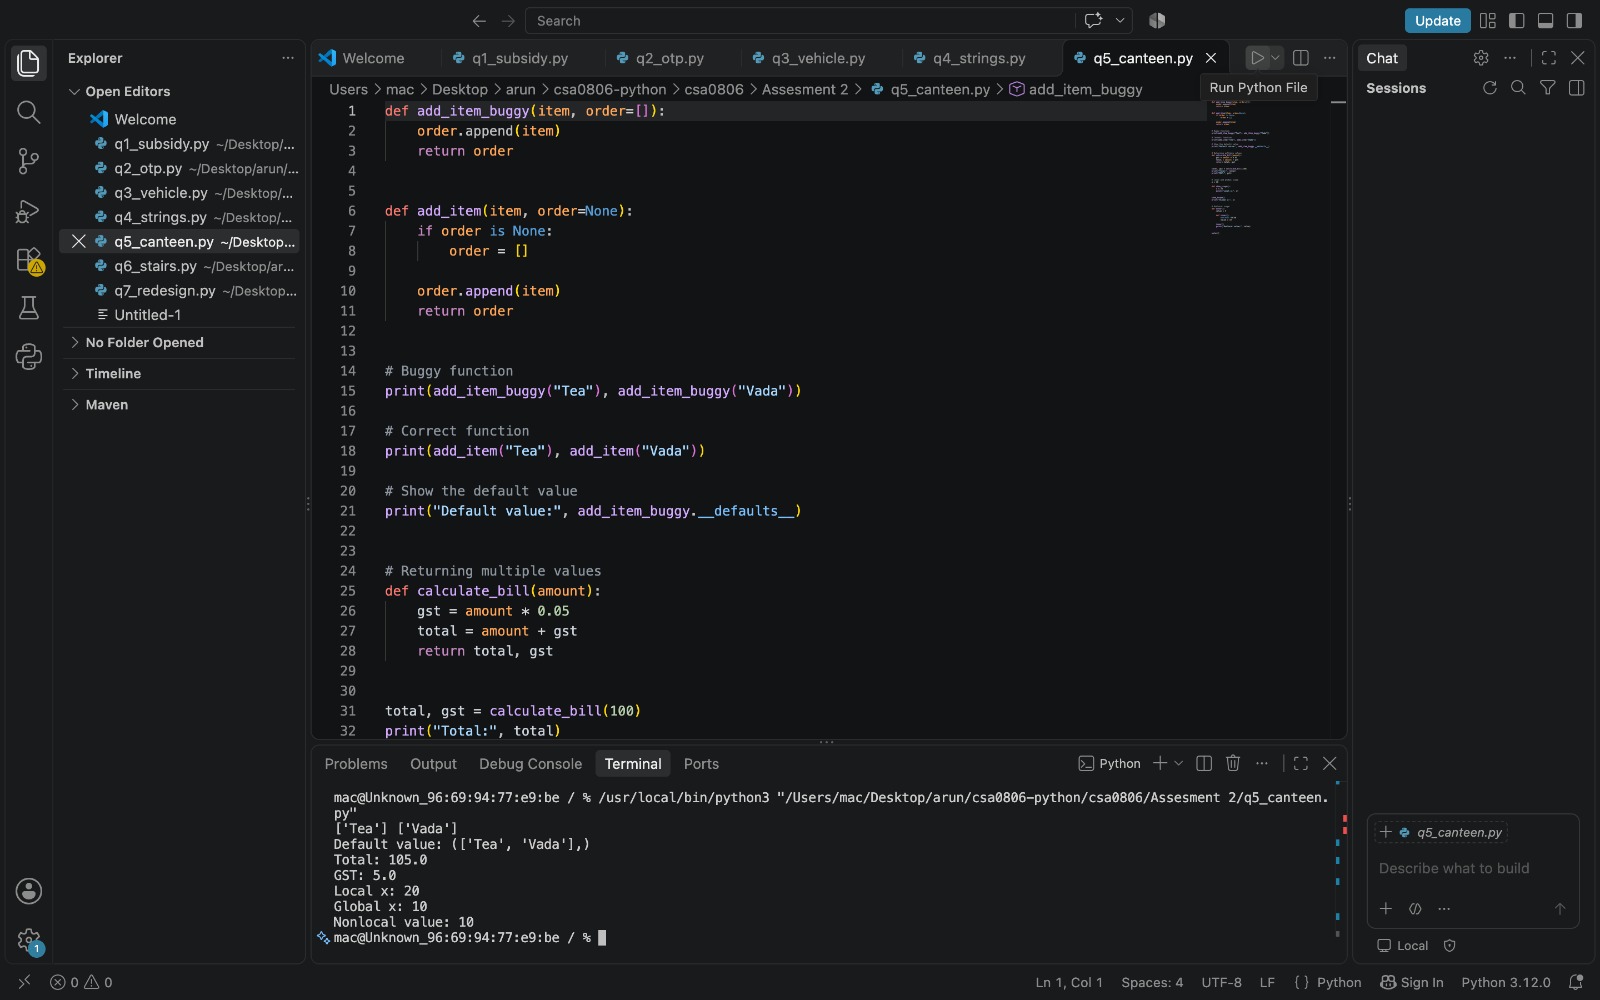 Search
Update
Explorer
Open Editors
Welcome
q1_subsidy.py ~/Desktop/...
q2_otp.py ~/Desktop/arun/...
q3_vehicle.py ~/Desktop/...
q4_strings.py ~/Desktop/...
q5_canteen.py ~/Desktop...
q6_stairs.py ~/Desktop/ar...
q7_redesign.py ~/Desktop...
Untitled-1
No Folder Opened
Timeline
Maven
1
Welcome q1_subsidy.py q2_otp.py q3_vehicle.py q4_strings.py q5_canteen.py
Run Python File
Users > mac > Desktop > arun > csa0806-python > csa0806 > Assesment 2 > q5_canteen.py > add_item_buggy
1 def add_item_buggy(item, order=[]):
2 order.append(item)
3 return order
4
5
6 def add_item(item, order=None):
7 if order is None:
8 order = []
9
10 order.append(item)
11 return order
12
13
14 # Buggy function
15 print(add_item_buggy("Tea"), add_item_buggy("Vada"))
16
17 # Correct function
18 print(add_item("Tea"), add_item("Vada"))
19
20 # Show the default value
21 print("Default value:", add_item_buggy.__defaults__)
22
23
24 # Returning multiple values
25 def calculate_bill(amount):
26 gst = amount * 0.05
27 total = amount + gst
28 return total, gst
29
30
31 total, gst = calculate_bill(100)
32 print("Total:", total)
Problems Output Debug Console Terminal Ports
Python
mac@Unknown_96:69:94:77:e9:be / % /usr/local/bin/python3 "/Users/mac/Desktop/arun/csa0806-python/csa0806/Assesment 2/q5_canteen.
py"
['Tea'] ['Vada']
Default value: (['Tea', 'Vada'],)
Total: 105.0
GST: 5.0
Local x: 20
Global x: 10
Nonlocal value: 10
mac@Unknown_96:69:94:77:e9:be / %
Chat
Sessions
q5_canteen.py
Describe what to build
Local
0 0
Ln 1, Col 1 Spaces: 4 UTF-8 LF {} Python Sign In Python 3.12.0